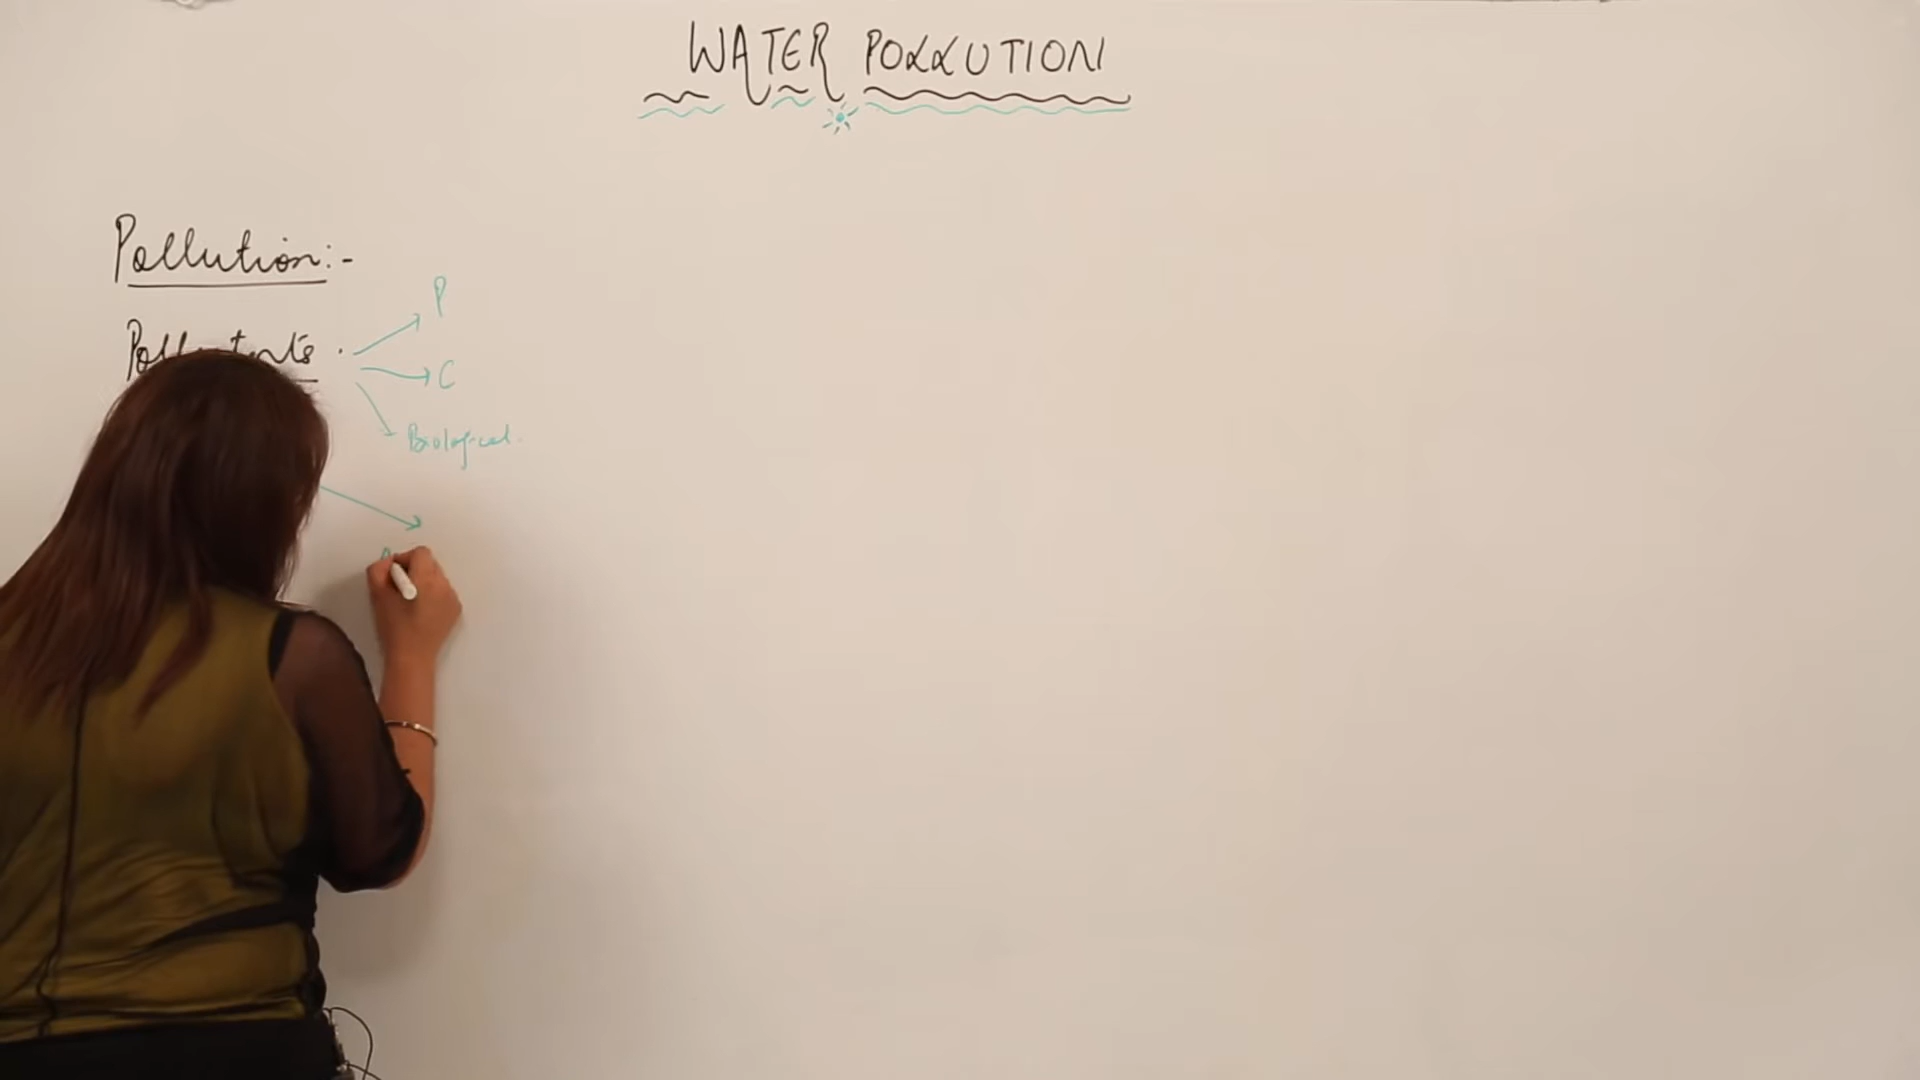 WATER POLLUTION
Pollution:-
Pollutants
P
C
Biological.